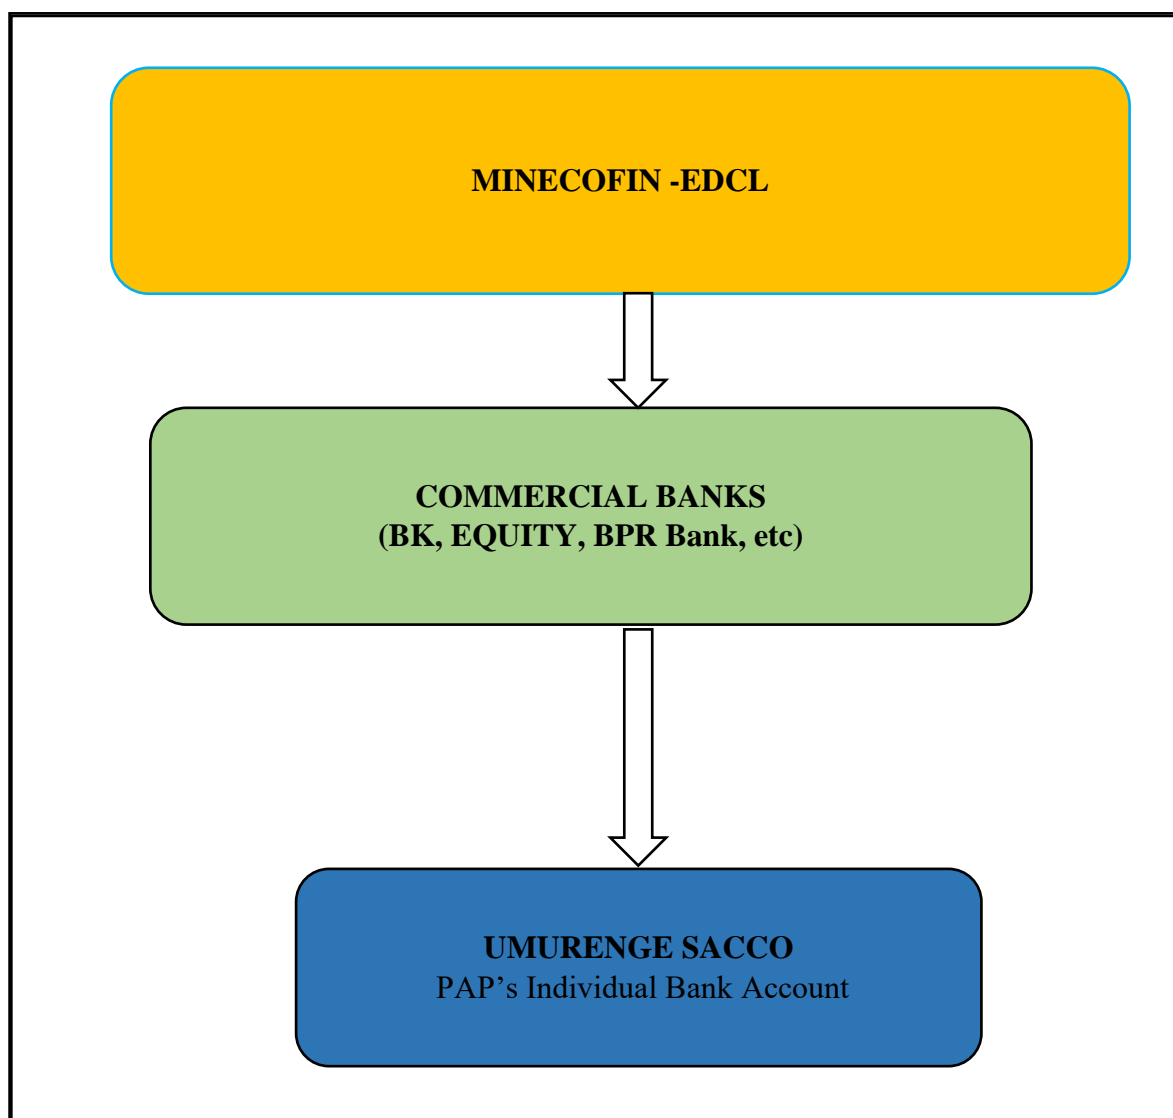 MINECOFIN -EDCL
COMMERCIAL BANKS
(BK, EQUITY, BPR Bank, etc)
UMURENGE SACCO
PAP’s Individual Bank Account